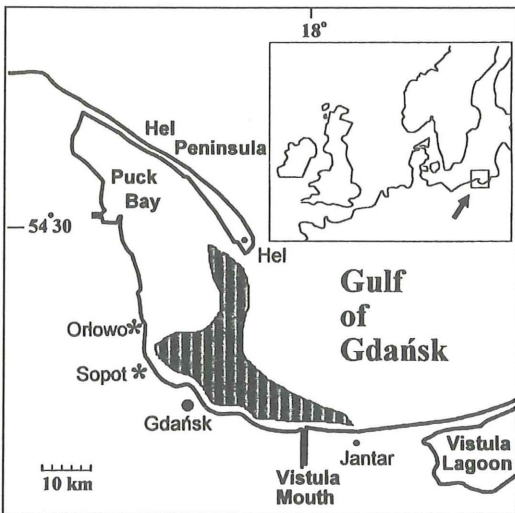 18°
Hel
Peninsula
Puck
Bay
54°30
Hel
Gulf
of
Gdańsk
Orlowo*
Sopot*
Gdańsk
Jantar
Vistula
Mouth
Vistula
Lagoon
10 km